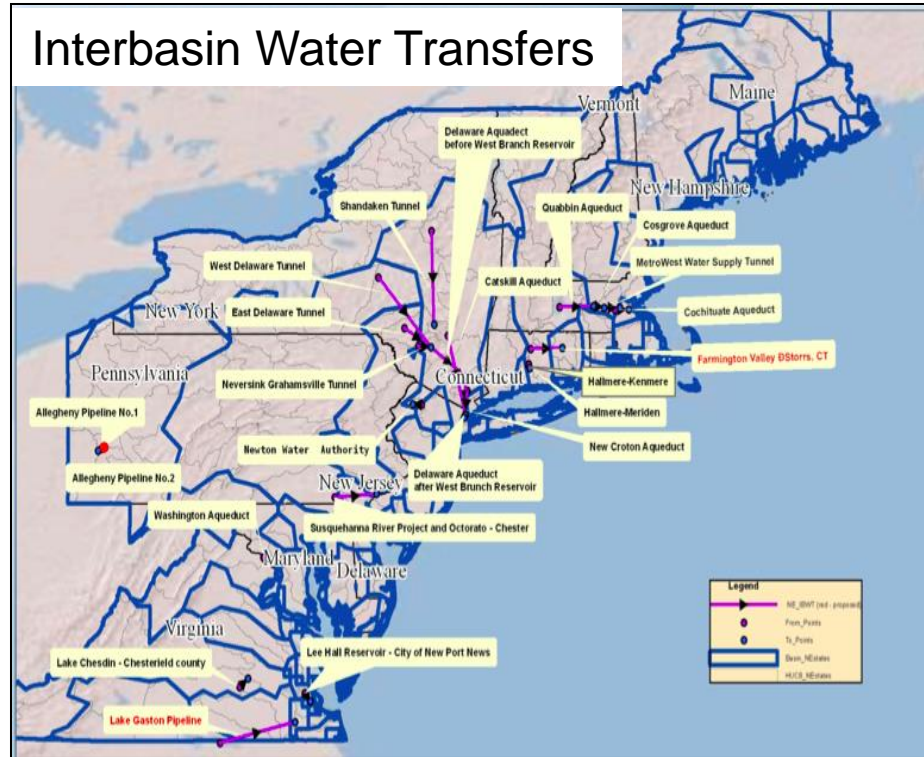 Interbasin Water Transfers
Vermont
Maine
Delaware Aquadect
before West Branch Reservoir
New Hampshire
Quabbin Aqueduct
Shandaken Tunnel
Cosgrove Aqueduct
MetroWest Water Supply Tunnel
West Delaware Tunnel
Catskill Aqueduct
New York
East Delaware Tunnel
Cochituate Aqueduct
Farmington Valley ĐStorrs, CT
Pennsylvania
Neversink Grahamsville Tunnel
Connecticut
Hallmere-Kenmere
Allegheny Pipeline No.1
Hallmere-Meriden
Newton Water Authority
New Croton Aqueduct
Allegheny Pipeline No.2
Delaware Aqueduct
after West Brunch Reservoir
New Jersey
Washington Aqueduct
Susquehanna River Project and Octorato - Chester
Maryland
Delaware
Virginia
Lee Hall Reservoir - City of New Port News
Lake Chesdin - Chesterield county
Lake Gaston Pipeline
Legend
NE_IBWT (red - proposed)
From_Points
To_Points
HUC8_NEstates